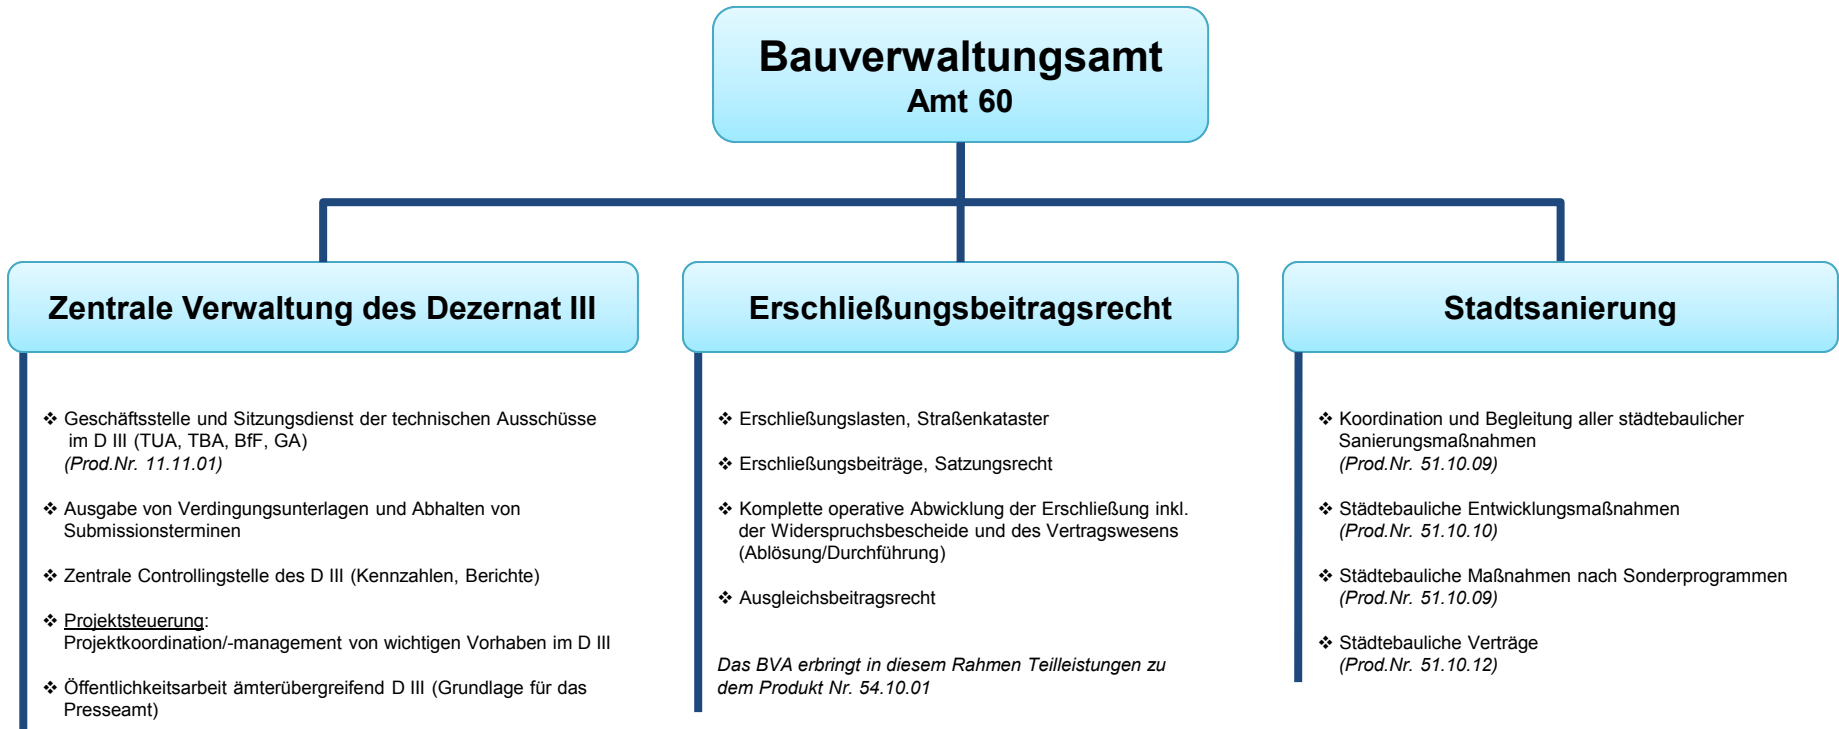 Bauverwaltungsamt
Amt 60
Zentrale Verwaltung des Dezernat III
❖ Geschäftsstelle und Sitzungsdienst der technischen Ausschüsse
im D III (TUA, TBA, BfF, GA)
(Prod.Nr. 11.11.01)
❖ Ausgabe von Verdingungsunterlagen und Abhalten von
Submissionsterminen
❖ Zentrale Controllingstelle des D III (Kennzahlen, Berichte)
❖ Projektsteuerung:
Projektkoordination/-management von wichtigen Vorhaben im D III
❖ Öffentlichkeitsarbeit ämterübergreifend D III (Grundlage für das
Presseamt)
Erschließungsbeitragsrecht
❖ Erschließungslasten, Straßenkataster
❖ Erschließungsbeiträge, Satzungsrecht
❖ Komplette operative Abwicklung der Erschließung inkl.
der Widerspruchsbescheide und des Vertragswesens
(Ablösung/Durchführung)
❖ Ausgleichsbeitragsrecht
Das BVA erbringt in diesem Rahmen Teilleistungen zu
dem Produkt Nr. 54.10.01
Stadtsanierung
❖ Koordination und Begleitung aller städtebaulicher
Sanierungsmaßnahmen
(Prod.Nr. 51.10.09)
❖ Städtebauliche Entwicklungsmaßnahmen
(Prod.Nr. 51.10.10)
❖ Städtebauliche Maßnahmen nach Sonderprogrammen
(Prod.Nr. 51.10.09)
❖ Städtebauliche Verträge
(Prod.Nr. 51.10.12)